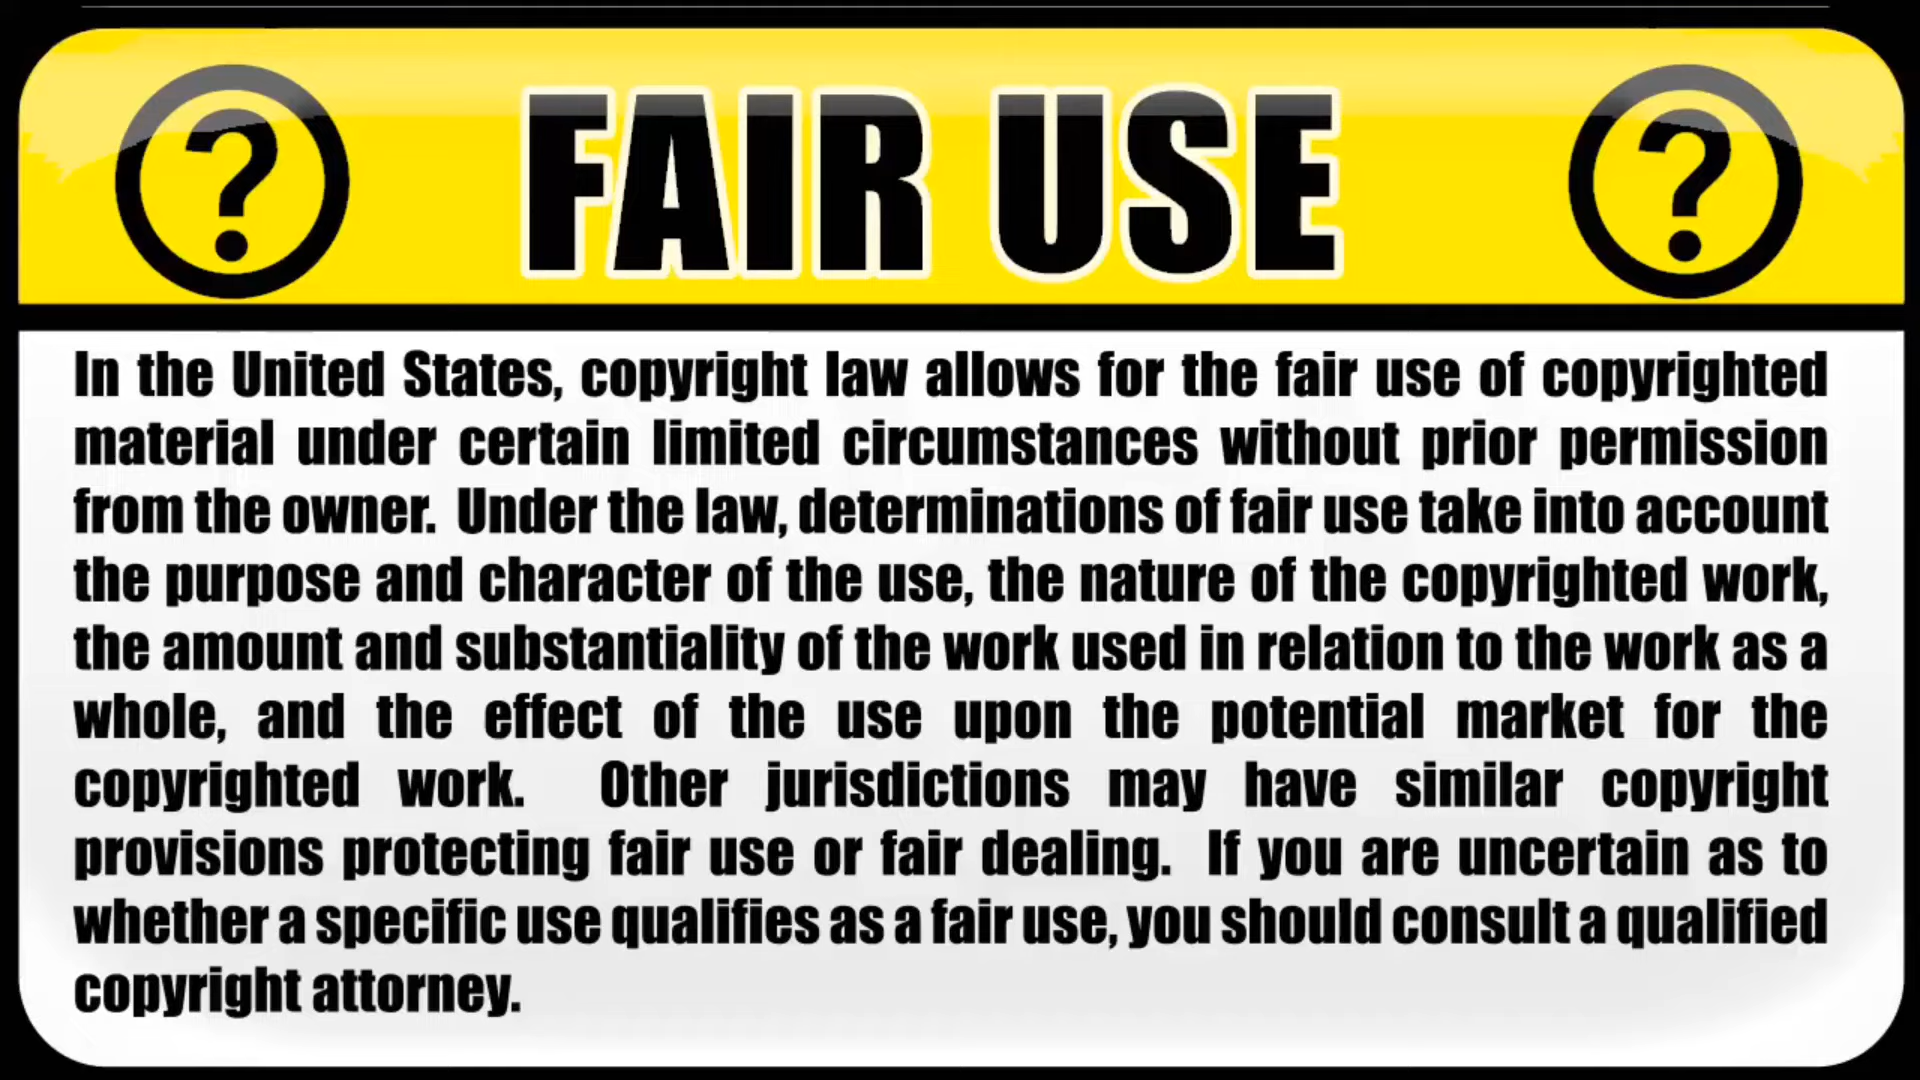 ? FAIR USE ?
In the United States, copyright law allows for the fair use of copyrighted
material under certain limited circumstances without prior permission
from the owner. Under the law, determinations of fair use take into account
the purpose and character of the use, the nature of the copyrighted work,
the amount and substantiality of the work used in relation to the work as a
whole, and the effect of the use upon the potential market for the
copyrighted work. Other jurisdictions may have similar copyright
provisions protecting fair use or fair dealing. If you are uncertain as to
whether a specific use qualifies as a fair use, you should consult a qualified
copyright attorney.